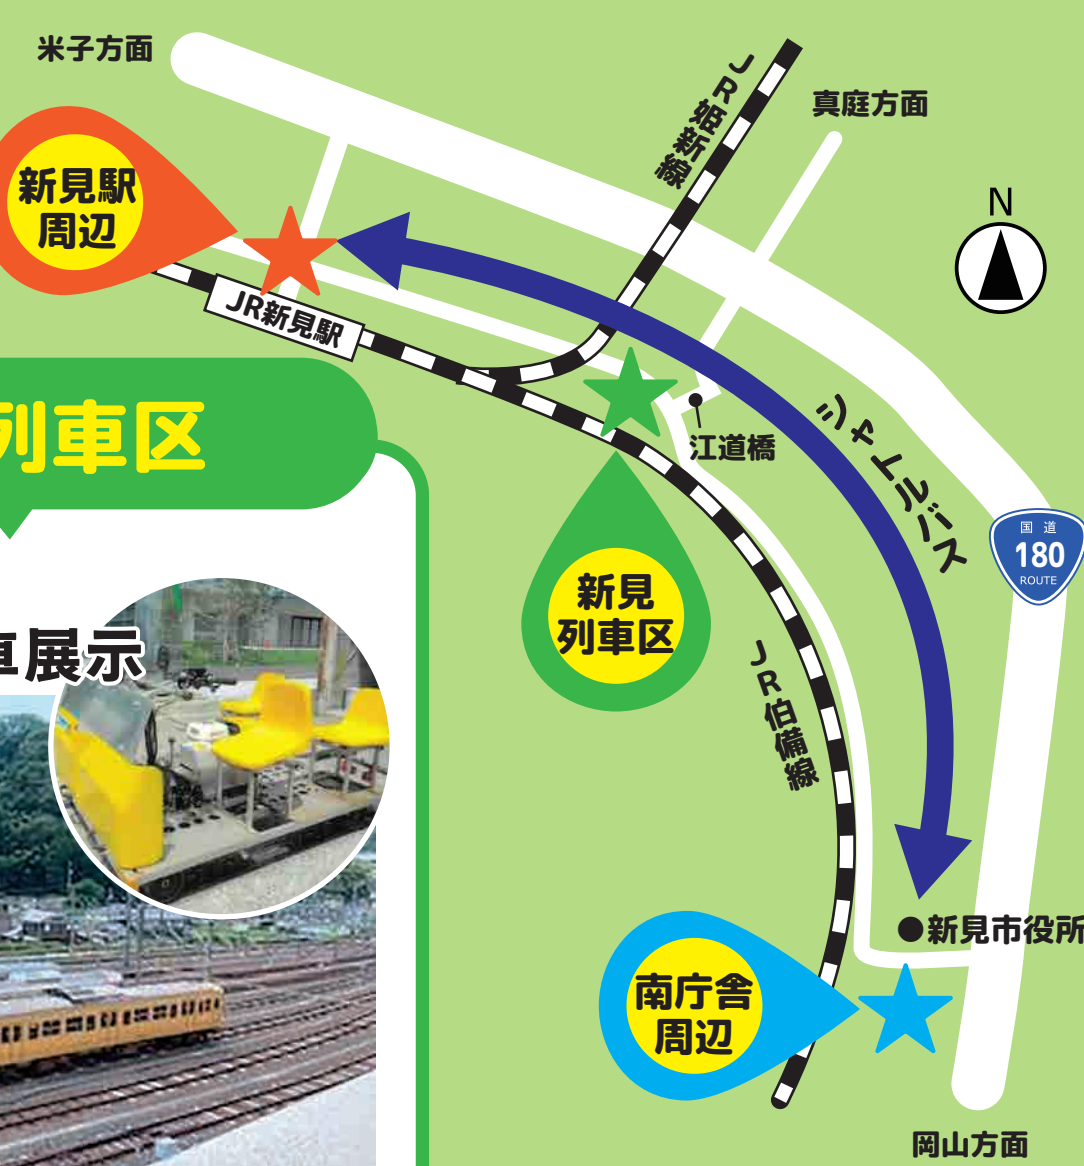 米子方面
JR姫新線
真庭方面
新見駅
周辺
N
JR新見駅
列車区
江道橋
シャトルバス
国道
180
ROUTE
新見
列車区
車展示
JR伯備線
新見市役所
南庁舎
周辺
岡山方面